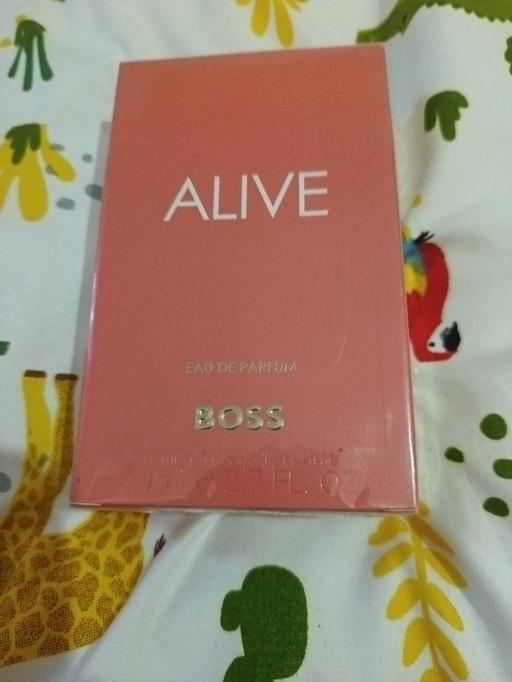 ALIVE
EAU DE PARFUM
BOSS
2.7 FL. OZ.